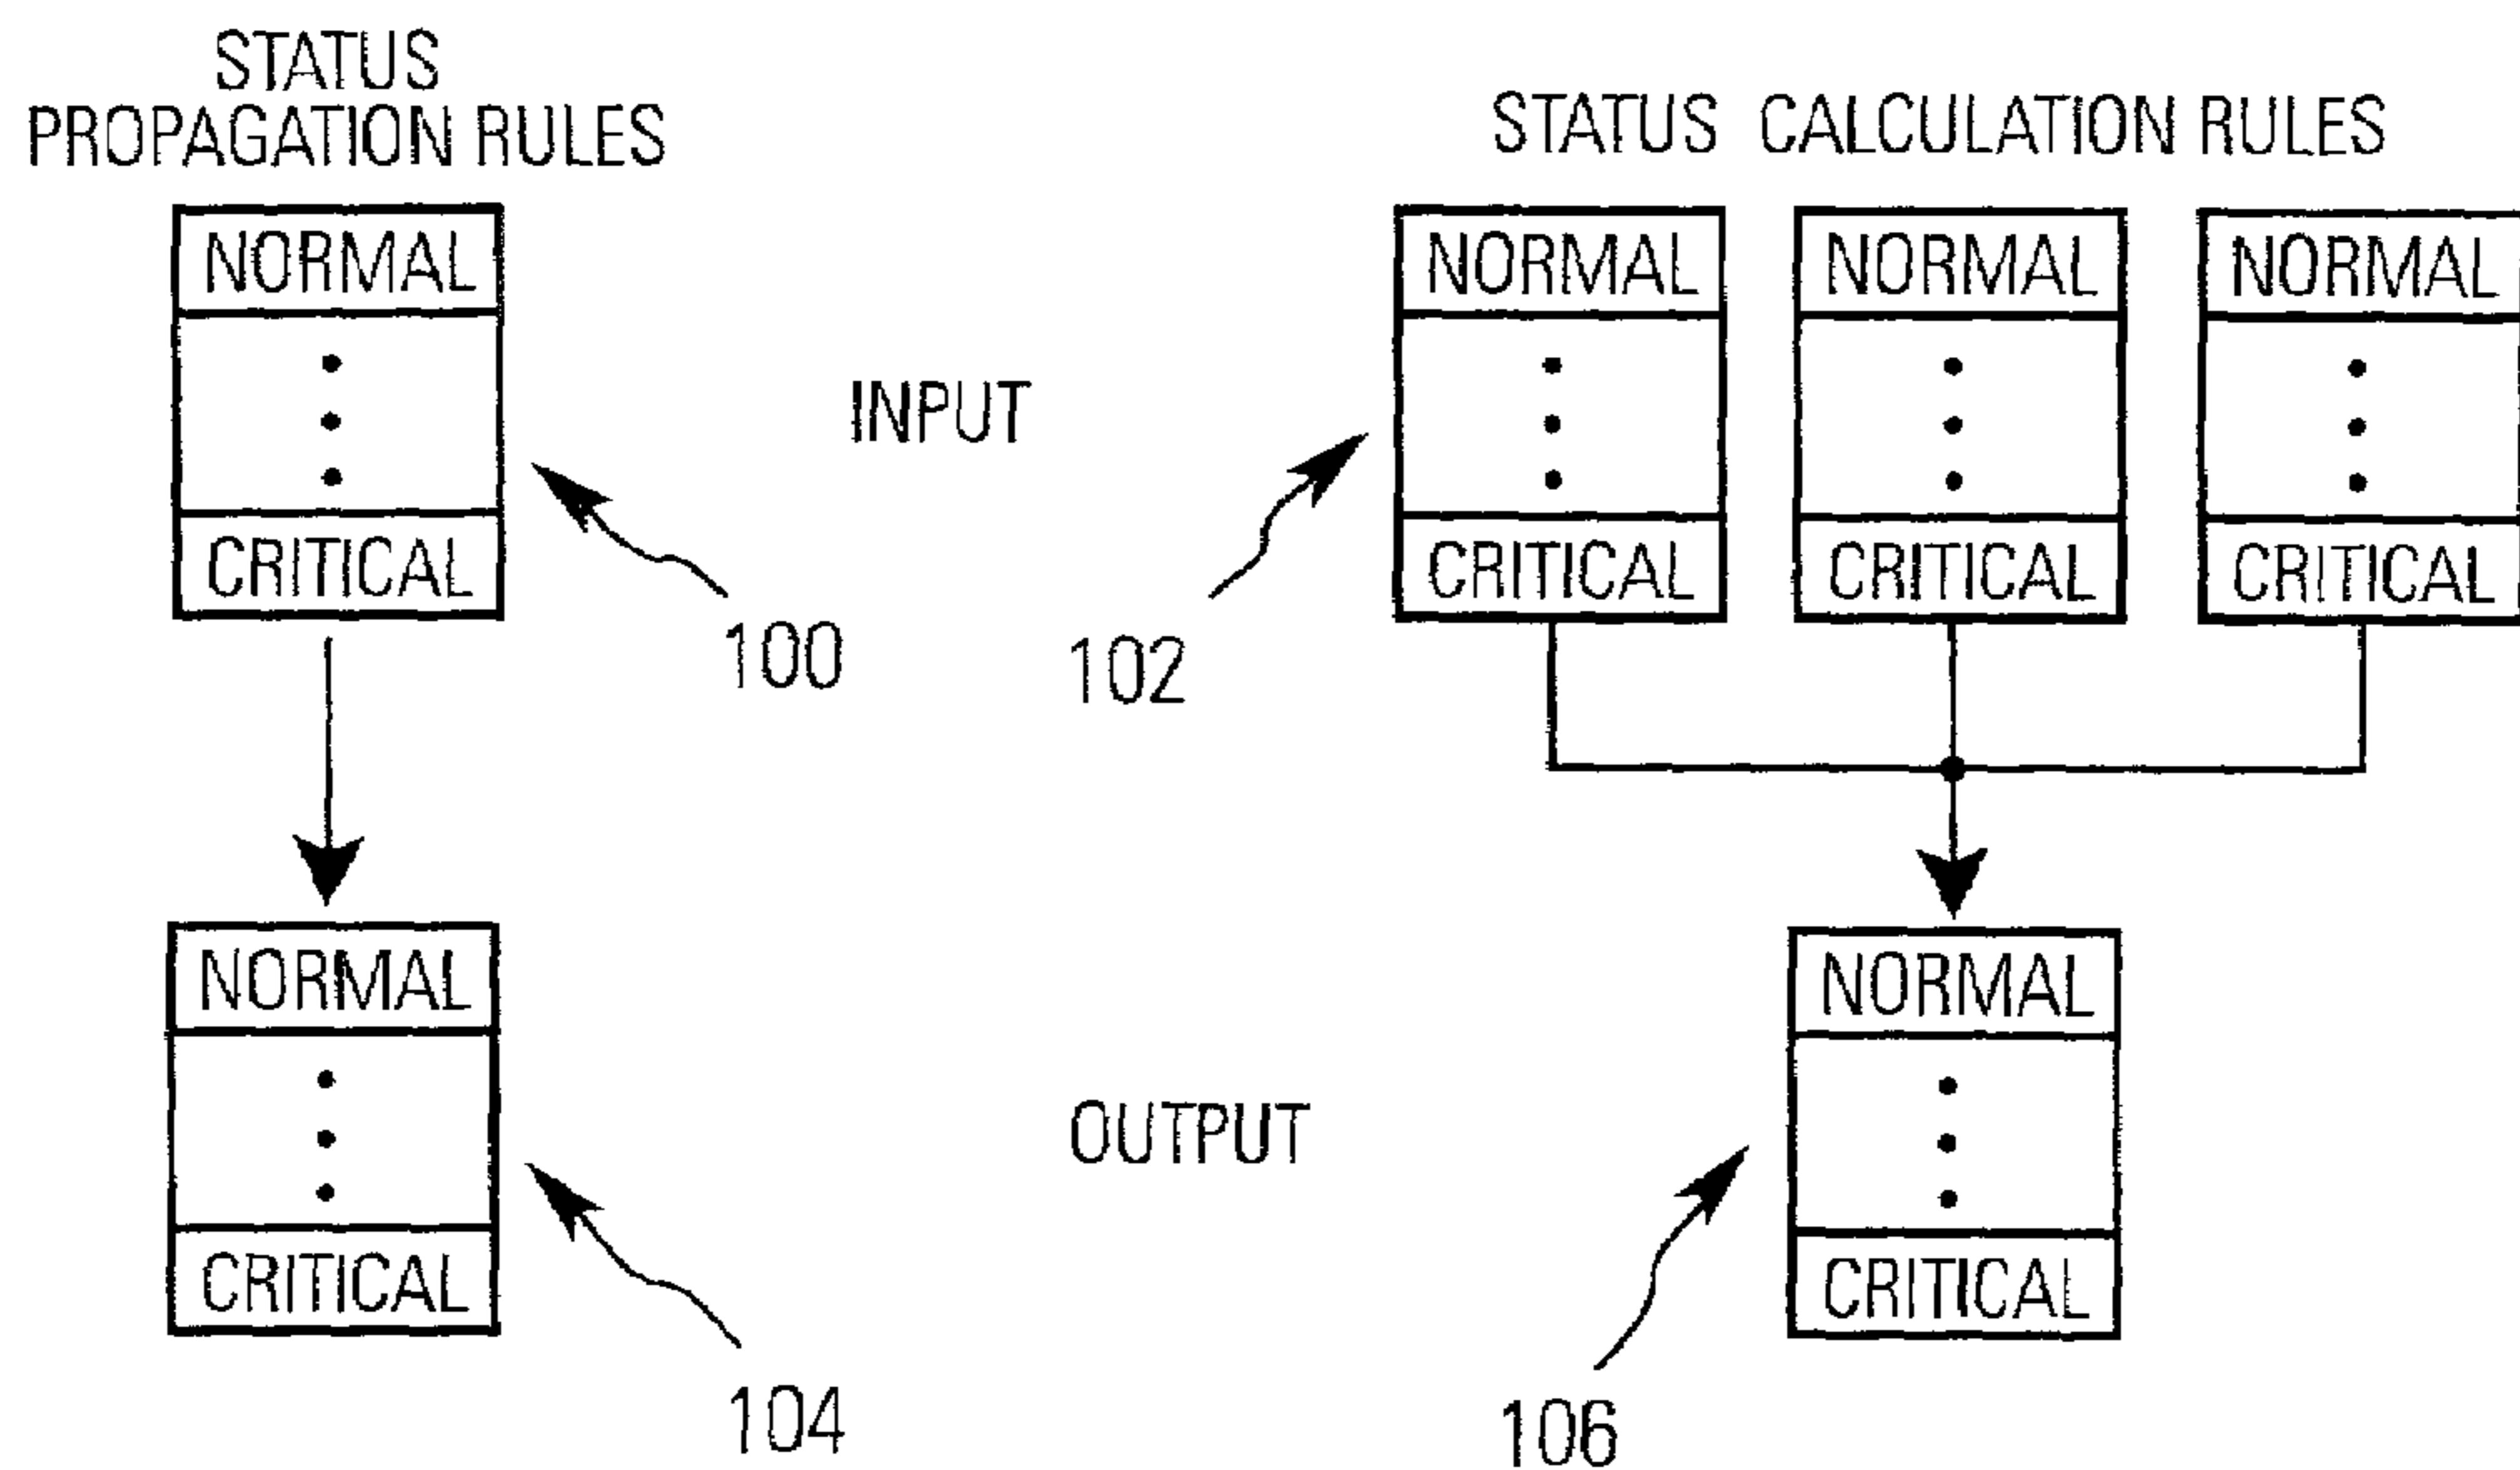 STATUS
PROPAGATION RULES
STATUS CALCULATION RULES
NORMAL
NORMAL
NORMAL
NORMAL
INPUT
CRITICAL
CRITICAL
CRITICAL
CRITICAL
100
102
NORMAL
NORMAL
OUTPUT
CRITICAL
CRITICAL
104
106